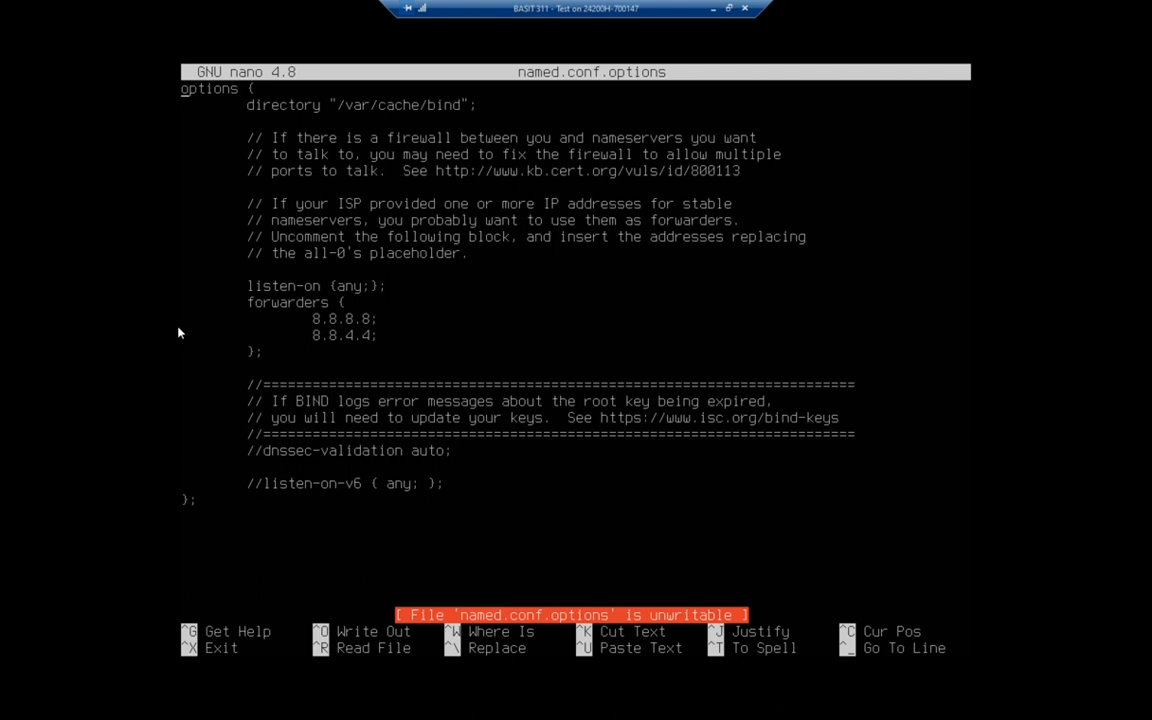 BASIT 311 - Test on 24200H-700147
GNU nano 4.8 named.conf.options
options {
directory "/var/cache/bind";
// If there is a firewall between you and nameservers you want
// to talk to, you may need to fix the firewall to allow multiple
// ports to talk.  See http://www.kb.cert.org/vuls/id/800113
// If your ISP provided one or more IP addresses for stable
// nameservers, you probably want to use them as forwarders.
// Uncomment the following block, and insert the addresses replacing
// the all-0's placeholder.
listen-on {any;};
forwarders {
8.8.8.8;
8.8.4.4;
};
//========================================================================
// If BIND logs error messages about the root key being expired,
// you will need to update your keys.  See https://www.isc.org/bind-keys
//========================================================================
//dnssec-validation auto;
//listen-on-v6 { any; };
};
[ File 'named.conf.options' is unwritable ]
^G Get Help ^O Write Out ^W Where Is ^K Cut Text ^J Justify ^C Cur Pos
^X Exit ^R Read File ^\ Replace ^U Paste Text ^T To Spell ^_ Go To Line